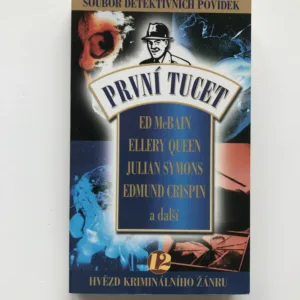 SOUBOR DETEKTIVNÍCH POVÍDEK
PRVNÍ TUCET
ED McBAIN
ELLERY QUEEN
JULIAN SYMONS
EDMUND CRISPIN
a další
12
HVĚZD KRIMINÁLNÍHO ŽÁNRU